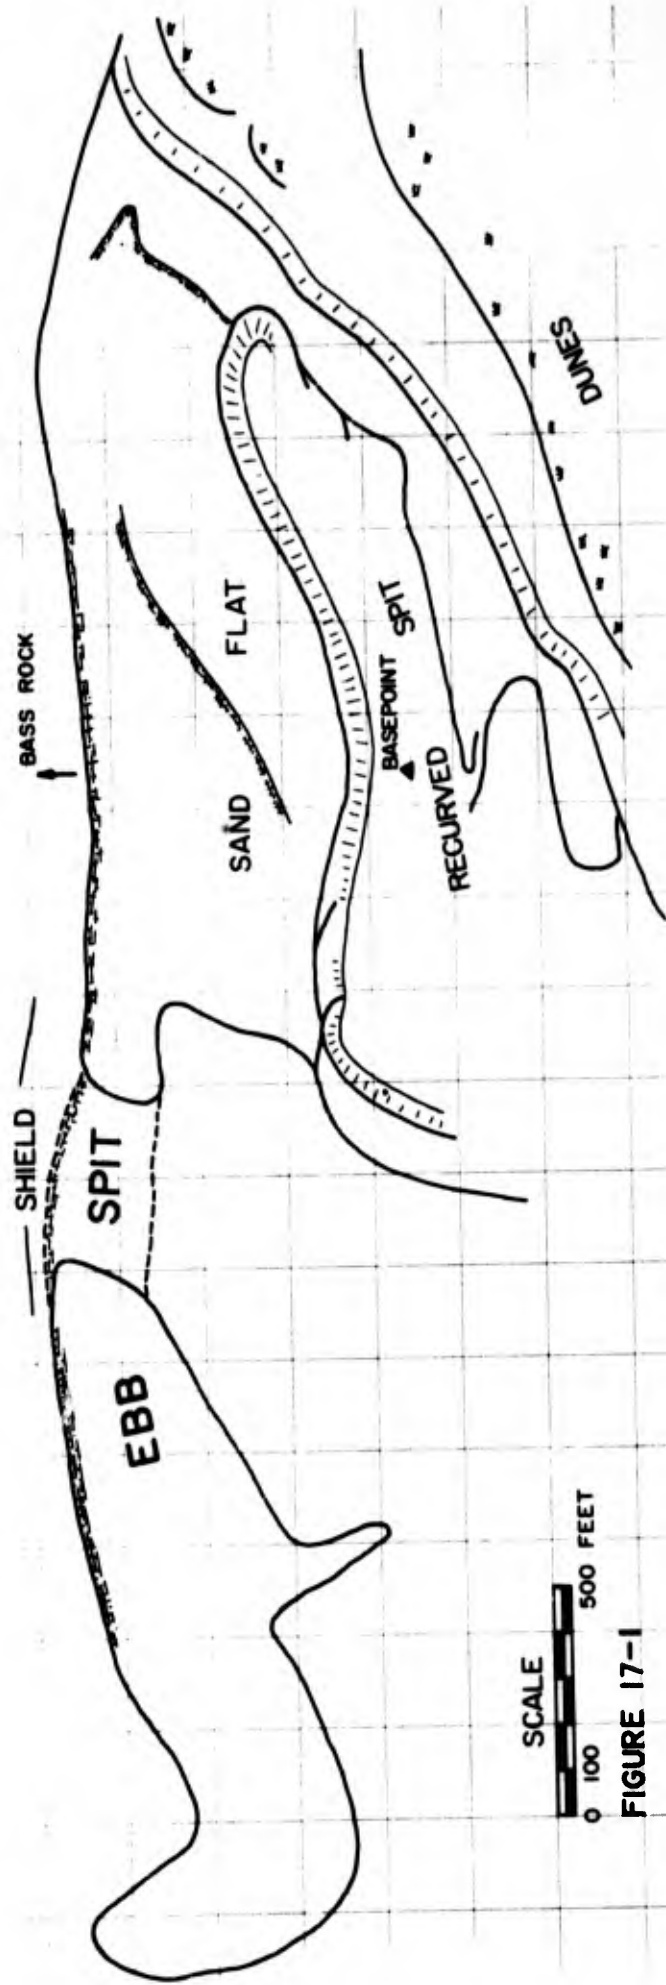 BASS ROCK
SHIELD
SPIT
EBB
SAND FLAT
BASEPOINT
RECURVED SPIT
DUNES
SCALE
0 100 500 FEET
FIGURE 17-1